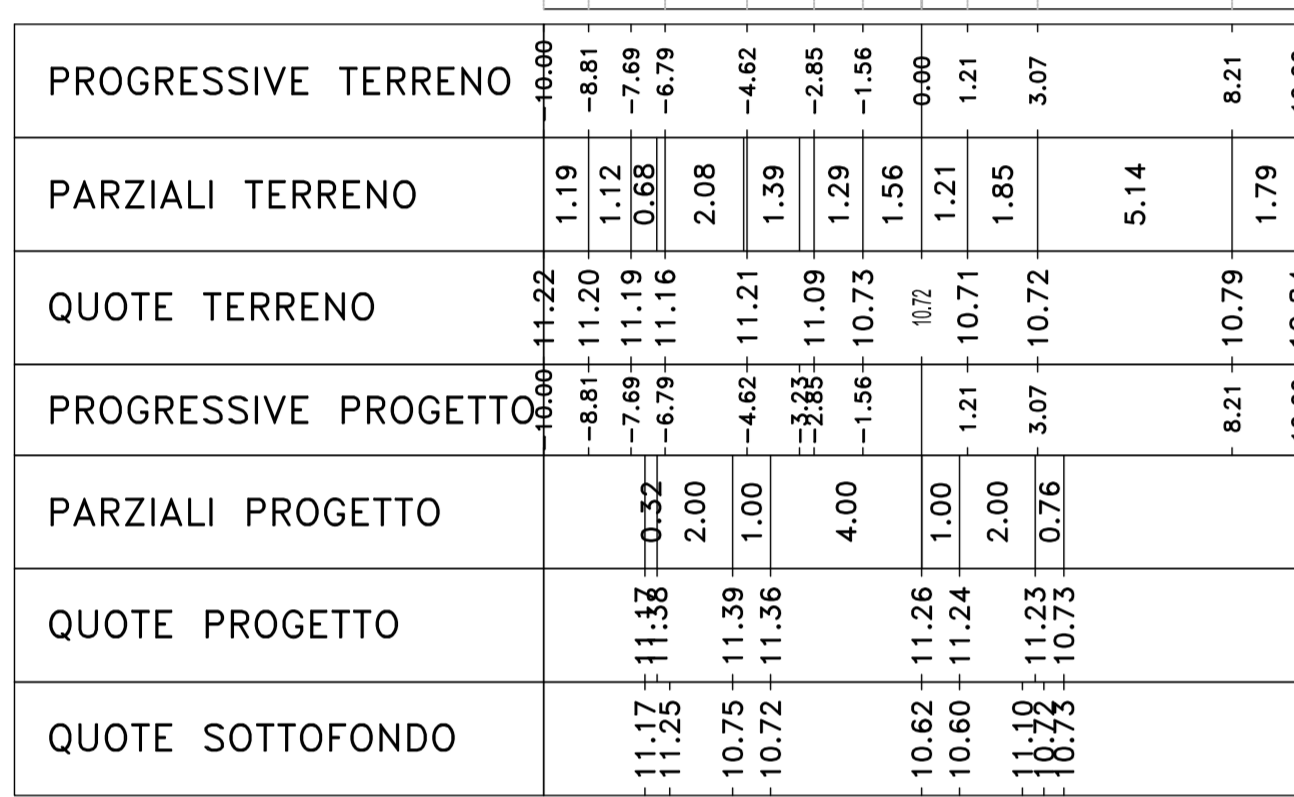 PROGRESSIVE TERRENO -10.00 -8.81 -7.69 -6.79 -4.62 -2.85 -1.56 0.00 1.21 3.07 8.21
PARZIALI TERRENO 1.19 1.12 0.68 2.08 1.39 1.29 1.56 1.21 1.85 5.14 1.79
QUOTE TERRENO 11.22 11.20 11.19 11.16 11.21 11.09 10.73 10.72 10.71 10.72 10.79
PROGRESSIVE PROGETTO -10.00 -8.81 -7.69 -6.79 -4.62 -3.23 -2.85 -1.56 1.21 3.07 8.21
PARZIALI PROGETTO 0.32 2.00 1.00 4.00 1.00 2.00 0.76
QUOTE PROGETTO 11.17 11.38 11.39 11.36 11.26 11.24 11.23 10.73
QUOTE SOTTOFONDO 11.17 11.25 10.75 10.72 10.62 10.60 11.10 10.72 10.73